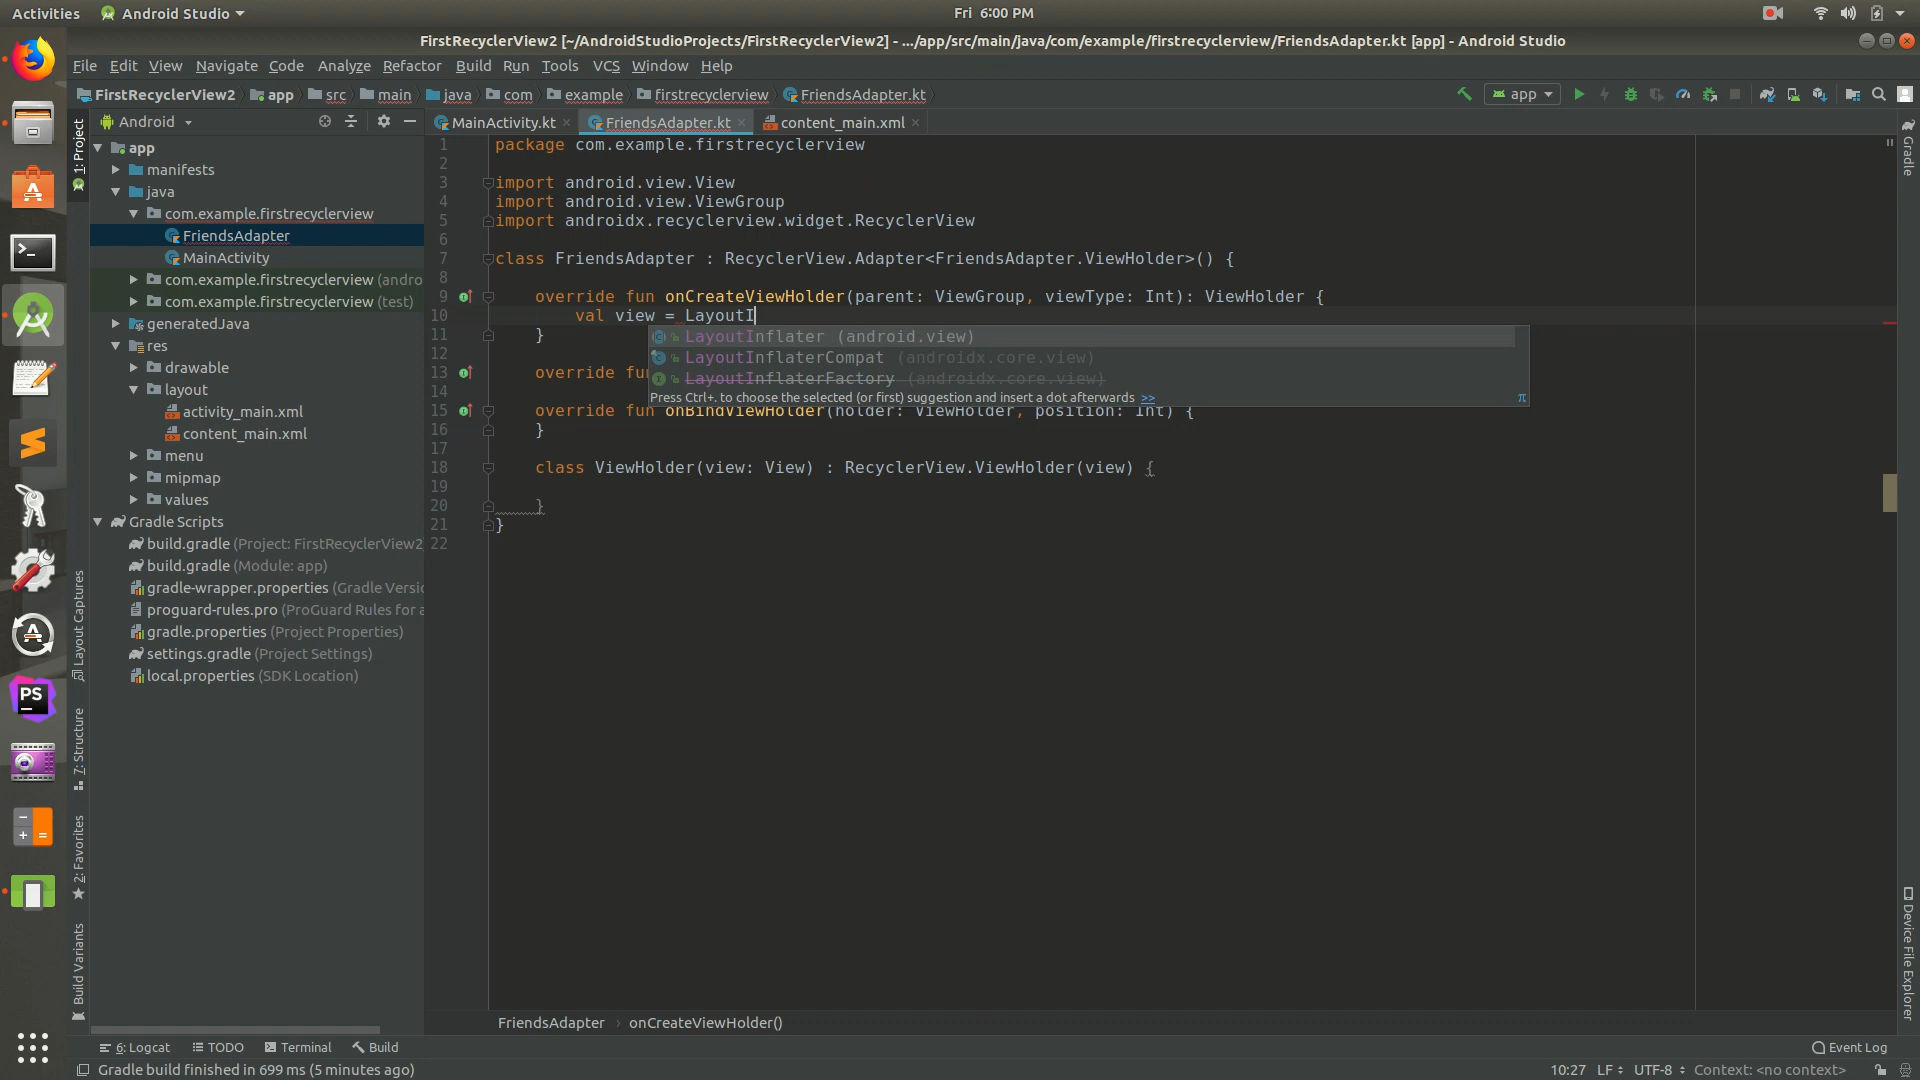 Activities
Android Studio
Fri 6:00 PM
FirstRecyclerView2 [~/AndroidStudioProjects/FirstRecyclerView2] - .../app/src/main/java/com/example/firstrecyclerview/FriendsAdapter.kt [app] - Android Studio
File Edit View Navigate Code Analyze Refactor Build Run Tools VCS Window Help
FirstRecyclerView2 app src main java com example firstrecyclerview FriendsAdapter.kt
app
Android
MainActivity.kt
FriendsAdapter.kt
content_main.xml
1: Project
Layout Captures
7: Structure
2: Favorites
Build Variants
app
manifests
java
com.example.firstrecyclerview
FriendsAdapter
MainActivity
com.example.firstrecyclerview (andro
com.example.firstrecyclerview (test)
generatedJava
res
drawable
layout
activity_main.xml
content_main.xml
menu
mipmap
values
Gradle Scripts
build.gradle (Project: FirstRecyclerView2
build.gradle (Module: app)
gradle-wrapper.properties (Gradle Versio
proguard-rules.pro (ProGuard Rules for a
gradle.properties (Project Properties)
settings.gradle (Project Settings)
local.properties (SDK Location)
1 package com.example.firstrecyclerview
2
3 import android.view.View
4 import android.view.ViewGroup
5 import androidx.recyclerview.widget.RecyclerView
6
7 class FriendsAdapter : RecyclerView.Adapter<FriendsAdapter.ViewHolder>() {
8
9 override fun onCreateViewHolder(parent: ViewGroup, viewType: Int): ViewHolder {
10 val view = LayoutI
11 }
LayoutInflater (android.view)
12
LayoutInflaterCompat (androidx.core.view)
13 override fun
LayoutInflaterFactory (androidx.core.view)
14
Press Ctrl+. to choose the selected (or first) suggestion and insert a dot afterwards >> π
15 override fun onBindViewHolder(holder: ViewHolder, position: Int) {
16 }
17
18 class ViewHolder(view: View) : RecyclerView.ViewHolder(view) {
19
20 }
21 }
22
Gradle
Device File Explorer
FriendsAdapter › onCreateViewHolder()
6: Logcat TODO Terminal Build
Event Log
Gradle build finished in 699 ms (5 minutes ago)
10:27 LF UTF-8 Context: <no context>
PS